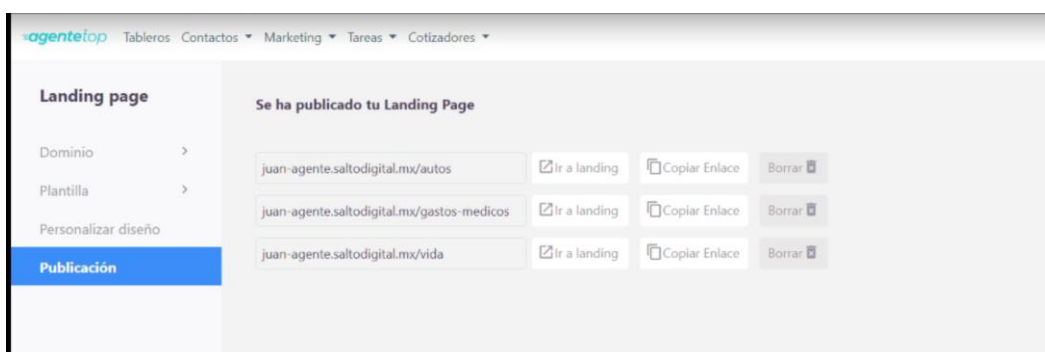 agentetop Tableros Contactos Marketing Tareas Cotizadores
Landing page
Dominio
Plantilla
Personalizar diseño
Publicación
Se ha publicado tu Landing Page
juan-agente.saltodigital.mx/autos Ir a landing Copiar Enlace Borrar
juan-agente.saltodigital.mx/gastos-medicos Ir a landing Copiar Enlace Borrar
juan-agente.saltodigital.mx/vida Ir a landing Copiar Enlace Borrar